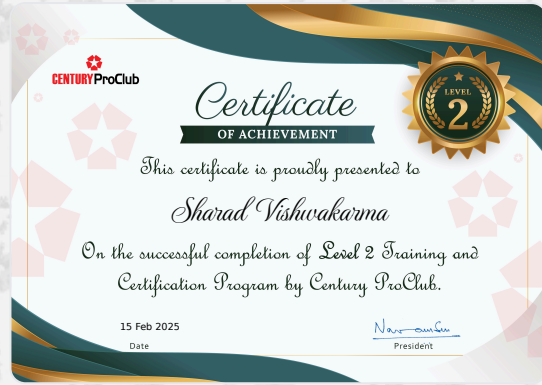 CENTURY ProClub
Certificate
OF ACHIEVEMENT
LEVEL
2
This certificate is proudly presented to
Sharad Vishwakarma
On the successful completion of Level 2 Training and
Certification Program by Century ProClub.
15 Feb 2025
Date
President